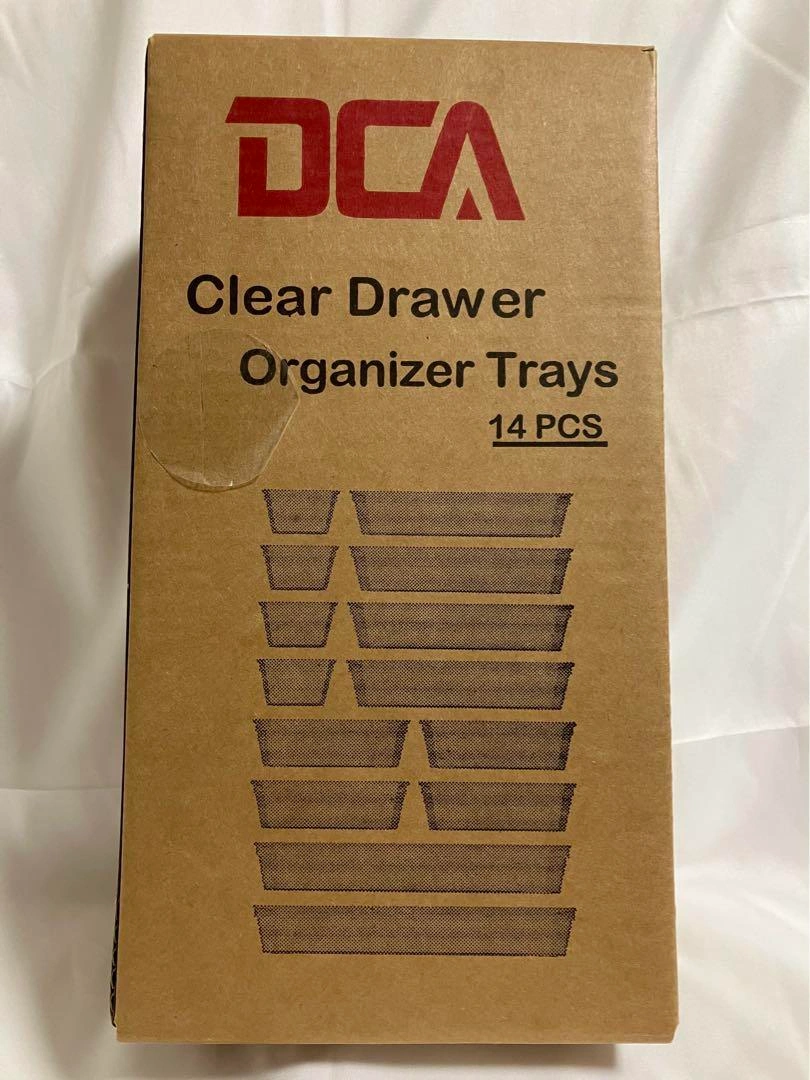 DCA
Clear Drawer
Organizer Trays
14 PCS